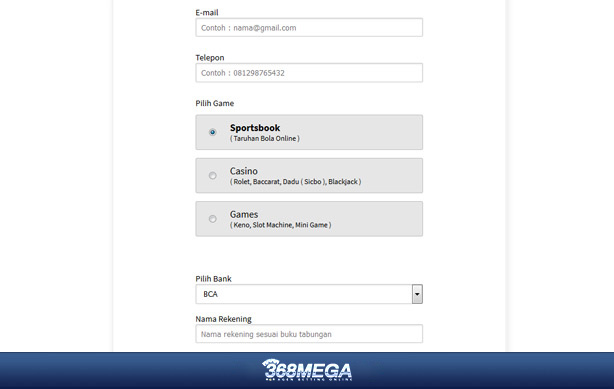 E-mail
Contoh : nama@gmail.com
Telepon
Contoh : 081298765432
Pilih Game
Sportsbook
( Taruhan Bola Online )
Casino
( Rolet, Baccarat, Dadu ( Sicbo ), Blackjack )
Games
( Keno, Slot Machine, Mini Game )
Pilih Bank
BCA
Nama Rekening
Nama rekening sesuai buku tabungan
368MEGA
AGEN BETTING ONLINE